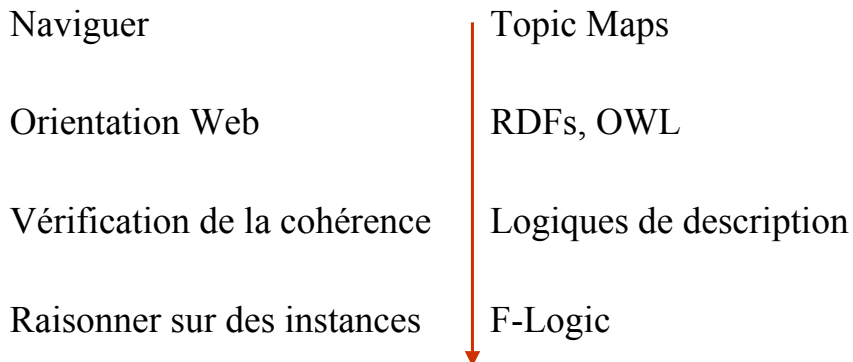 Naviguer Topic Maps
Orientation Web RDFs, OWL
Vérification de la cohérence Logiques de description
Raisonner sur des instances F-Logic